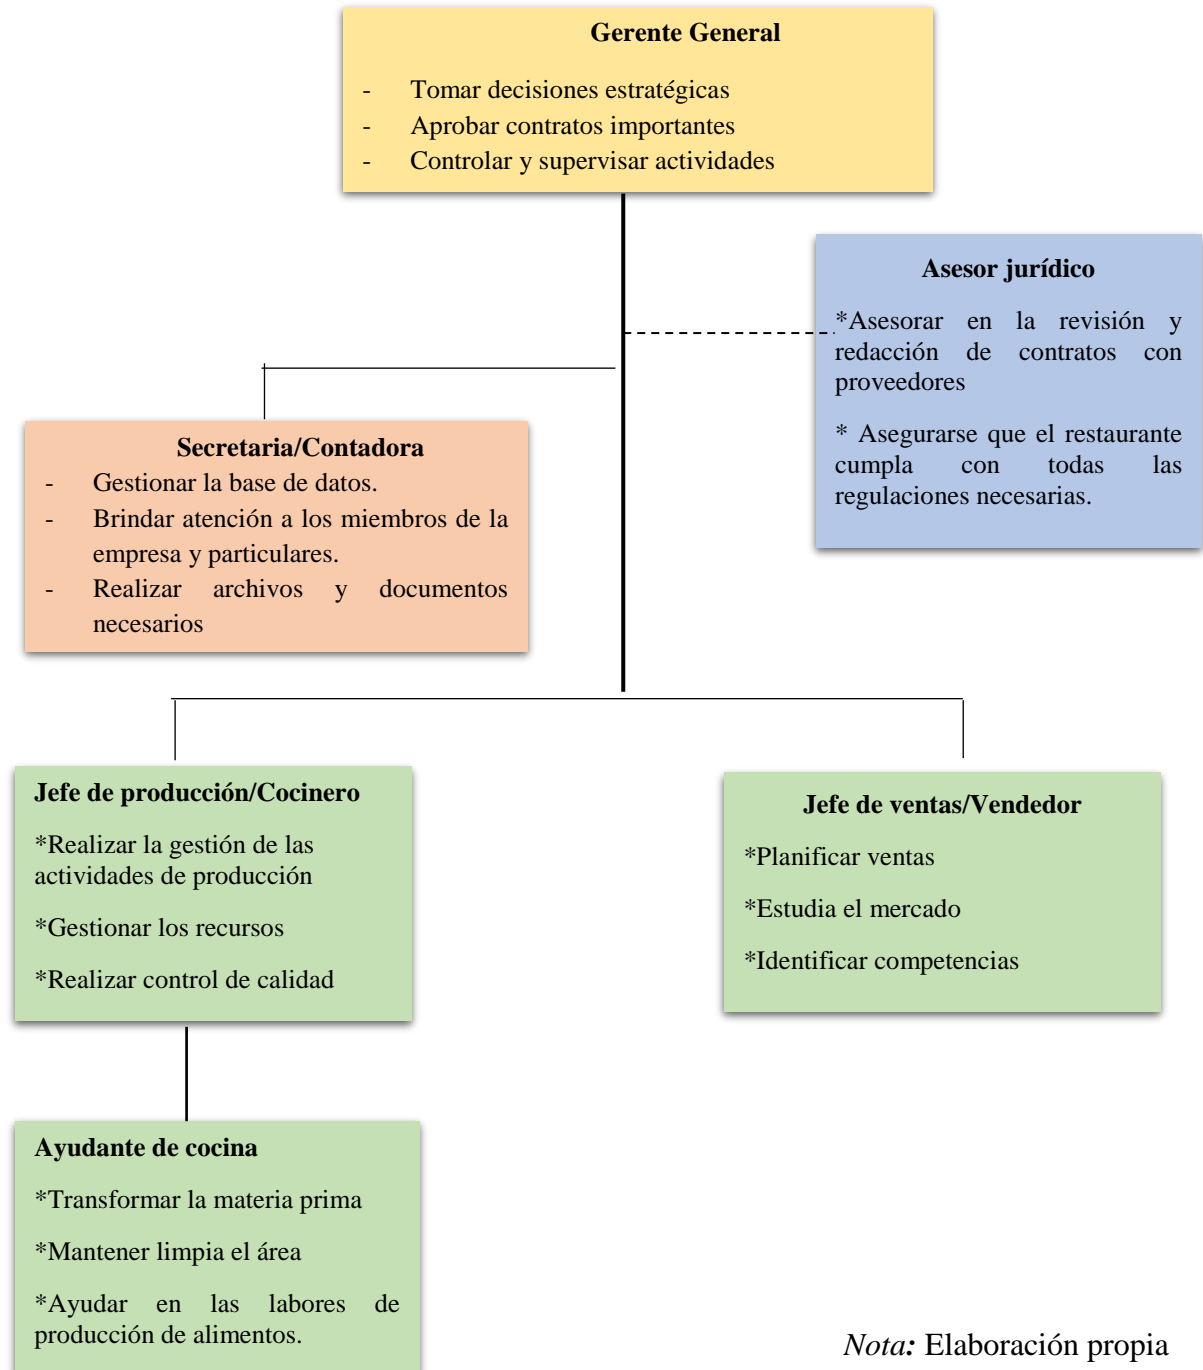 Gerente General
- Tomar decisiones estratégicas
- Aprobar contratos importantes
- Controlar y supervisar actividades
Asesor jurídico
*Asesorar en la revisión y
redacción de contratos con
proveedores
* Asegurarse que el restaurante
cumpla con todas las
regulaciones necesarias.
Secretaria/Contadora
- Gestionar la base de datos.
- Brindar atención a los miembros de la
empresa y particulares.
- Realizar archivos y documentos
necesarios
Jefe de producción/Cocinero
*Realizar la gestión de las
actividades de producción
*Gestionar los recursos
*Realizar control de calidad
Jefe de ventas/Vendedor
*Planificar ventas
*Estudia el mercado
*Identificar competencias
Ayudante de cocina
*Transformar la materia prima
*Mantener limpia el área
*Ayudar en las labores de
producción de alimentos.
Nota: Elaboración propia